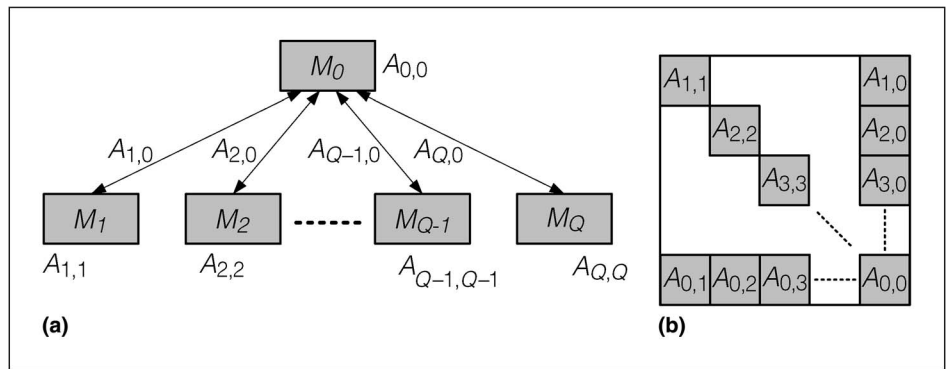 M0 A0,0
A1,0 A2,0 AQ–1,0 AQ,0
M1 M2 MQ-1 MQ
A1,1 A2,2 AQ–1,Q–1 AQ,Q
(a)
A1,1 A1,0
A2,2 A2,0
A3,3 A3,0
A0,1 A0,2 A0,3 A0,0
(b)